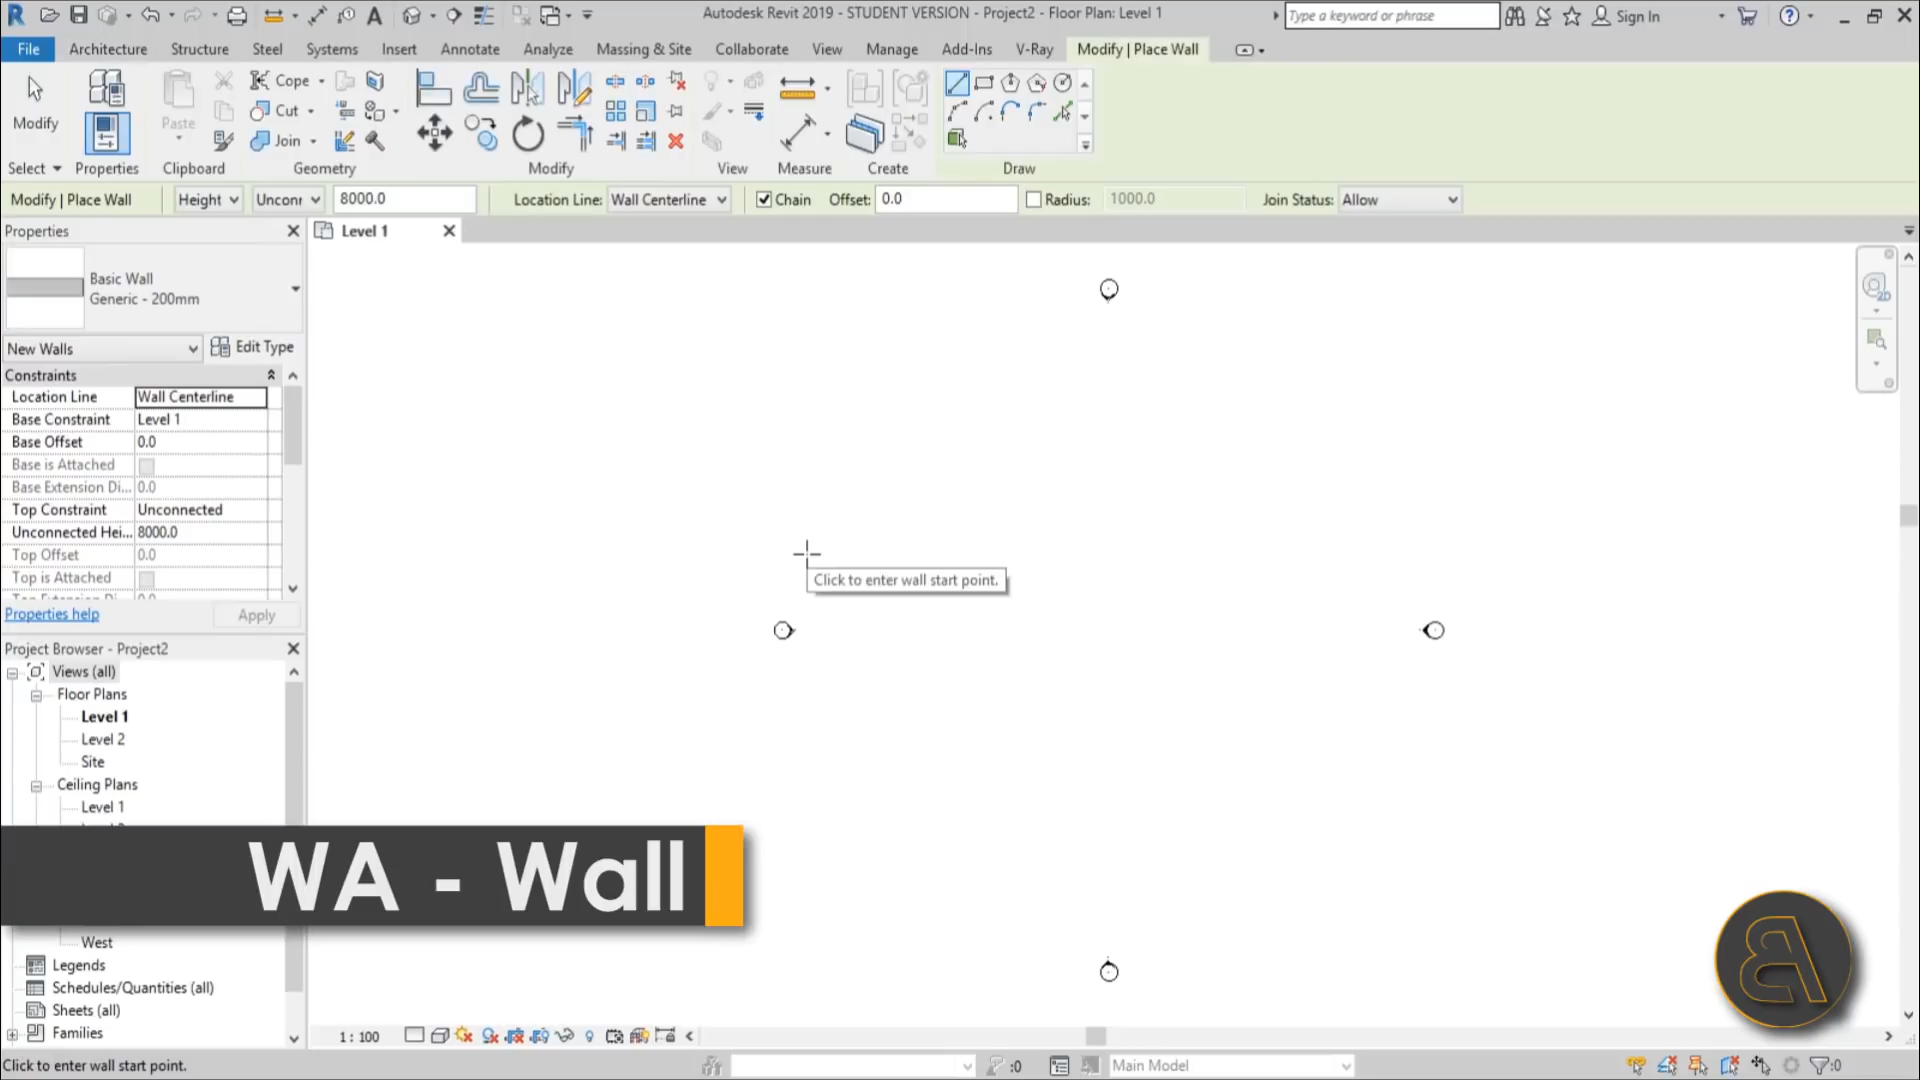 Autodesk Revit 2019 - STUDENT VERSION - Project2 - Floor Plan: Level 1
Type a keyword or phrase
Sign In
File Architecture Structure Steel Systems Insert Annotate Analyze Massing & Site Collaborate View Manage Add-Ins V-Ray Modify | Place Wall
Modify
Paste
Cope
Cut
Join
Select Properties Clipboard Geometry Modify View Measure Create Draw
Modify | Place Wall Height Unconr 8000.0 Location Line: Wall Centerline Chain Offset: 0.0 Radius: 1000.0 Join Status: Allow
Properties
Level 1
Basic Wall
Generic - 200mm
2D
New Walls Edit Type
Constraints
Location Line Wall Centerline
Base Constraint Level 1
Base Offset 0.0
Base is Attached
Base Extension Di... 0.0
Top Constraint Unconnected
Unconnected Hei... 8000.0
Top Offset 0.0
Top is Attached
Properties help Apply
Click to enter wall start point.
Project Browser - Project2
Views (all)
Floor Plans
Level 1
Level 2
Site
Ceiling Plans
Level 1
WA - Wall
West
Legends
Schedules/Quantities (all)
Sheets (all)
Families
1 : 100
Click to enter wall start point.
:0
Main Model
:0